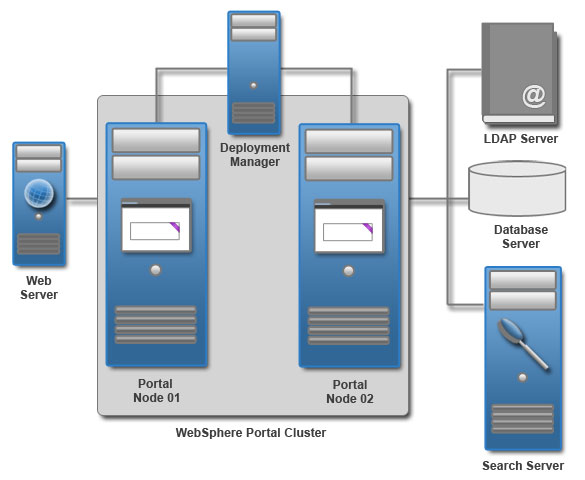 @
LDAP Server
Deployment
Manager
Database
Server
Web
Server
Portal
Node 01
Portal
Node 02
WebSphere Portal Cluster
Search Server